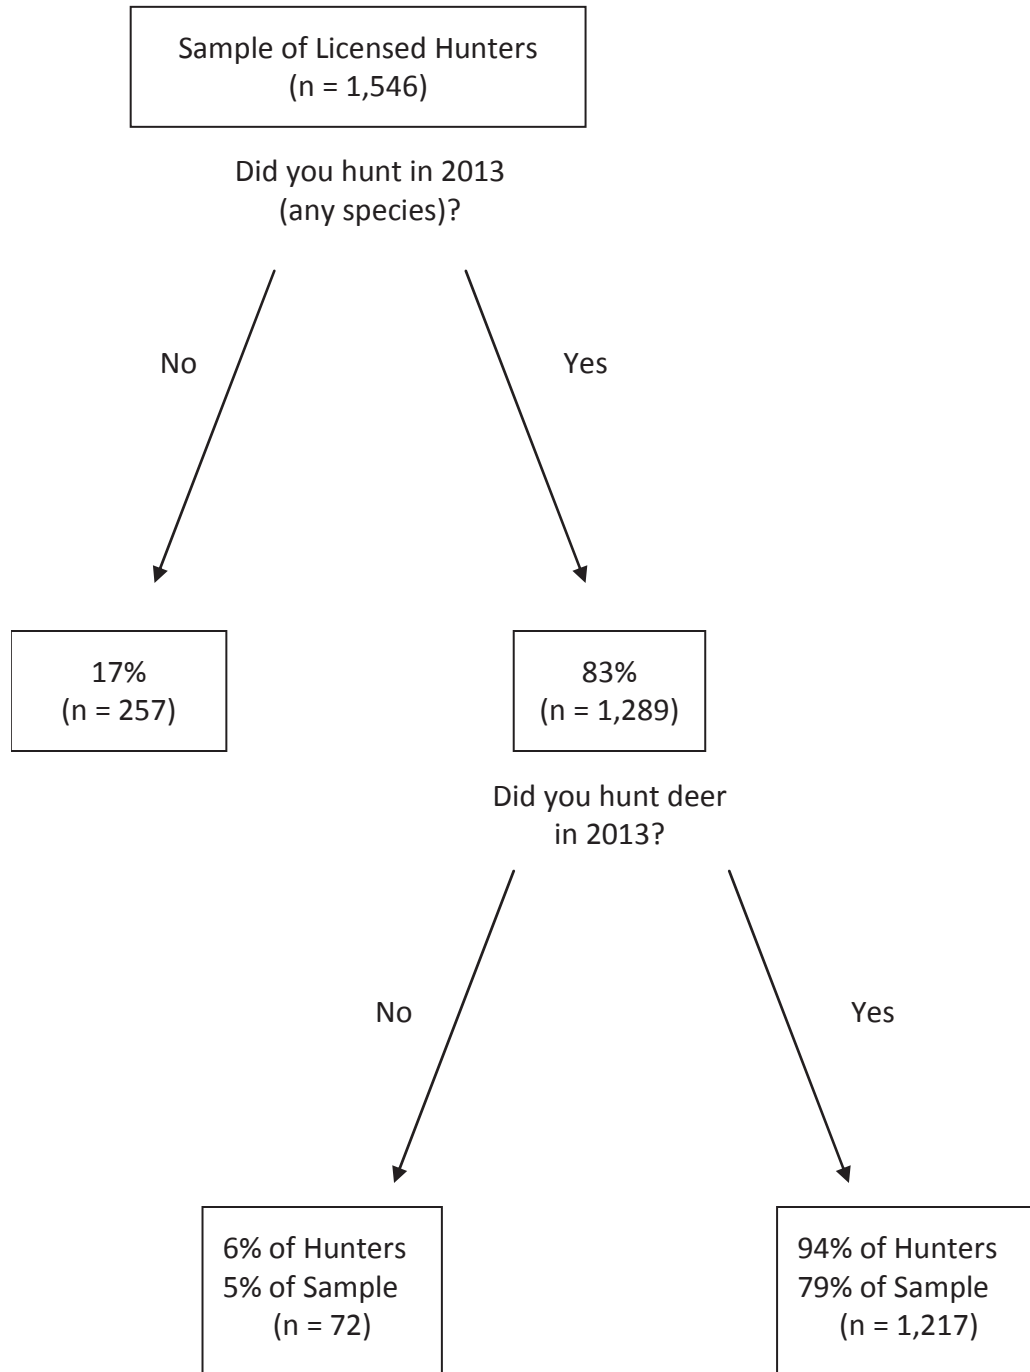 Sample of Licensed Hunters
(n = 1,546)
Did you hunt in 2013
(any species)?
No
Yes
17%
(n = 257)
83%
(n = 1,289)
Did you hunt deer
in 2013?
No
Yes
6% of Hunters
5% of Sample
(n = 72)
94% of Hunters
79% of Sample
(n = 1,217)